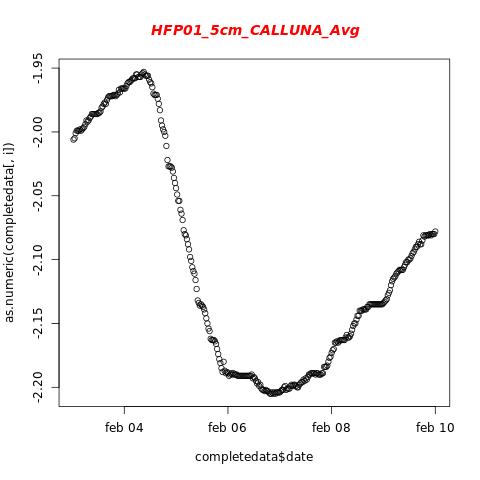 HFP01_5cm_CALLUNA_Avg
as.numeric(completedata[, i])
-1.95
-2.00
-2.05
-2.10
-2.15
-2.20
feb 04 feb 06 feb 08 feb 10
completedata$date